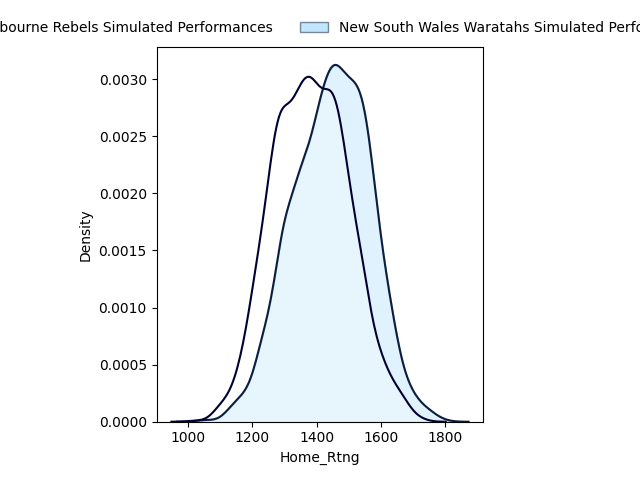 bourne Rebels Simulated Performances
New South Wales Waratahs Simulated Perfo
0.0030
0.0025
0.0020
0.0015
0.0010
0.0005
0.0000
Density
1000 1200 1400 1600 1800
Home_Rtng